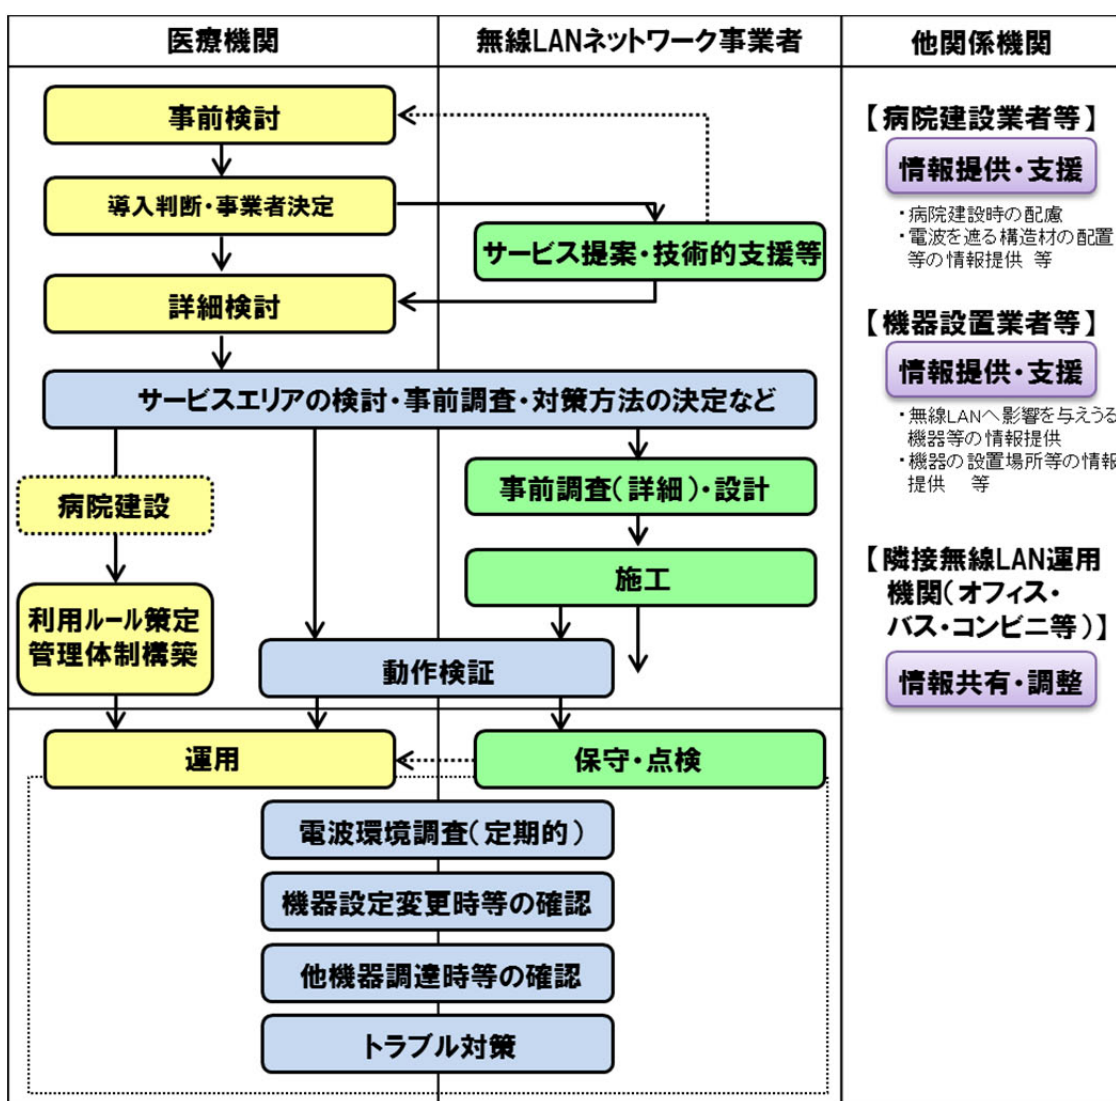 医療機関
無線LANネットワーク事業者
他関係機関
事前検討
導入判断・事業者決定
サービス提案・技術的支援等
詳細検討
サービスエリアの検討・事前調査・対策方法の決定など
病院建設
事前調査(詳細)・設計
施工
利用ルール策定
管理体制構築
動作検証
運用
保守・点検
電波環境調査(定期的)
機器設定変更時等の確認
他機器調達時等の確認
トラブル対策
【病院建設業者等】
情報提供・支援
・病院建設時の配慮
・電波を遮る構造材の配置
等の情報提供 等
【機器設置業者等】
情報提供・支援
・無線LANへ影響を与えうる
機器等の情報提供
・機器の設置場所等の情報
提供 等
【隣接無線LAN運用
機関(オフィス・
バス・コンビニ等)】
情報共有・調整